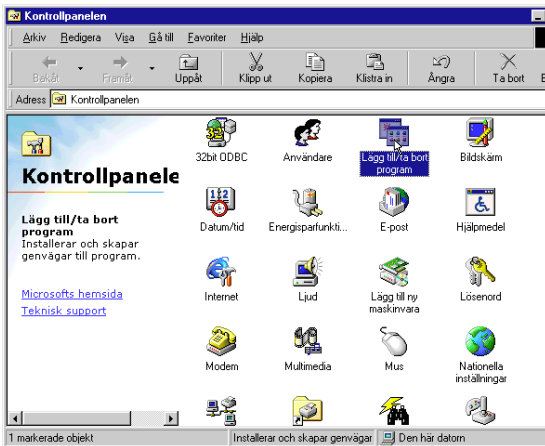 Kontrollpanelen
Arkiv Redigera Visa Gå till Favoriter Hjälp
Bakåt Framåt Uppåt Klipp ut Kopiera Klistra in Ångra Ta bort
Adress Kontrollpanelen
Kontrollpanele
Lägg till/ta bort
program
Installerar och skapar
genvägar till program.
Microsofts hemsida
Teknisk support
32bit ODBC Användare Lägg till/ta bort Bildskärm
program
Datum/tid Energisparfunkti... E-post Hjälpmedel
Internet Ljud Lägg till ny Lösenord
maskinvara
Modem Multimedia Mus Nationella
inställningar
1 markerade objekt Installerar och skapar genvägar Den här datorn